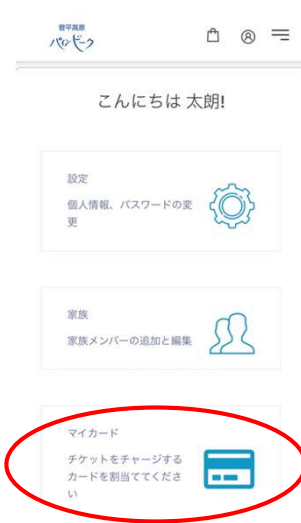 菅平高原
パインビーク
こんにちは 太朗!
設定
個人情報、パスワードの変
更
家族
家族メンバーの追加と編集
マイカード
チケットをチャージする
カードを割当ててくださ
い